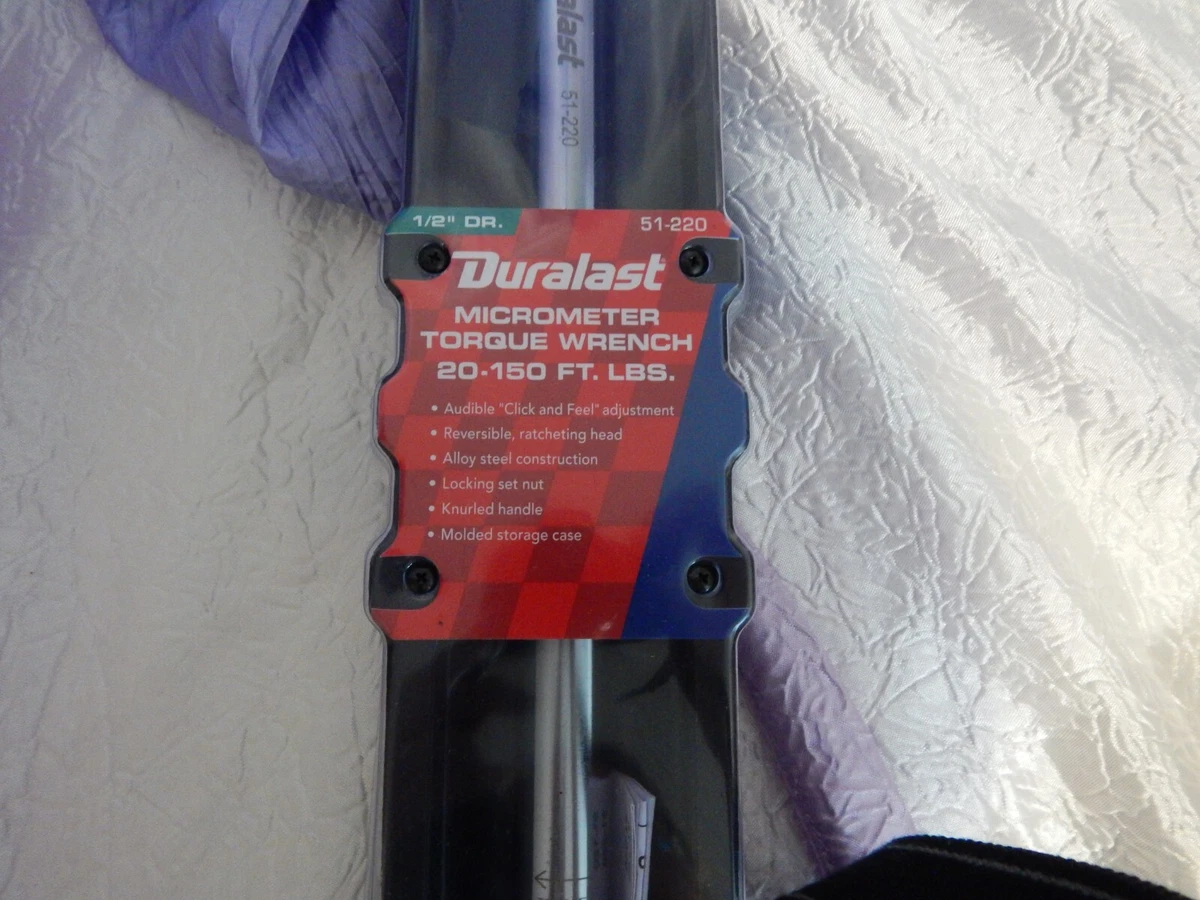 51-220
1/2" DR.
51-220
Duralast
MICROMETER
TORQUE WRENCH
20-150 FT. LBS.
• Audible "Click and Feel" adjustment
• Reversible, ratcheting head
• Alloy steel construction
• Locking set nut
• Knurled handle
• Molded storage case